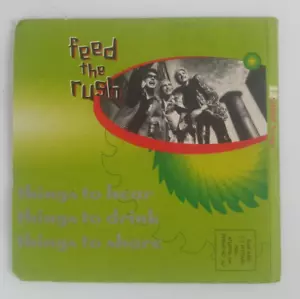 feed
the
rush
things to hear
things to drink
things to share